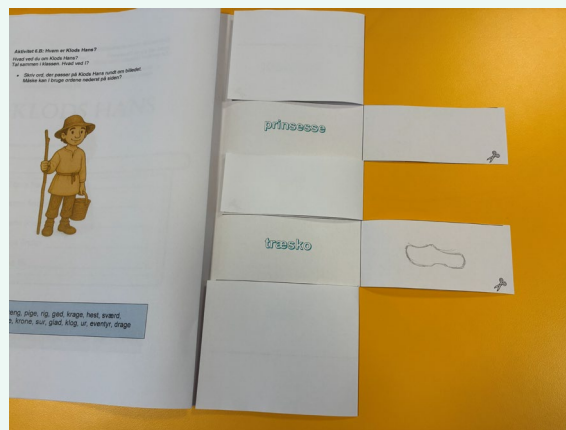 Aktivitet 6.B: Hvem er Klods Hans?
Hvad ved du om Klods Hans?
Tal sammen i klassen. Hvad ved I?
• Skriv ord, der passer på Klods Hans rundt om billedet.
Måske kan I bruge ordene nederst på siden?
KLODS HANS
pige, rig, ged, krage, hest, sværd,
krone, sur, glad, klog, ur, eventyr, drage
prinsesse
træsko